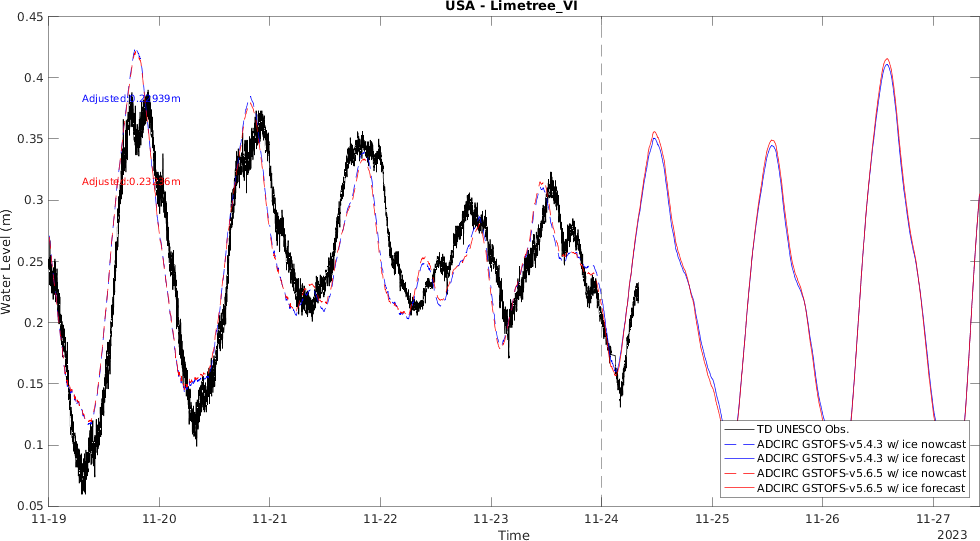 USA - Limetree_VI
0.45
0.4
0.35
0.3
0.25
0.2
0.15
0.1
0.05
Water Level (m)
11-19
11-20
11-21
11-22
11-23
11-24
11-25
11-26
11-27
Time
2023
TD UNESCO Obs.
ADCIRC GSTOFS-v5.4.3 w/ ice nowcast
ADCIRC GSTOFS-v5.4.3 w/ ice forecast
ADCIRC GSTOFS-v5.6.5 w/ ice nowcast
ADCIRC GSTOFS-v5.6.5 w/ ice forecast